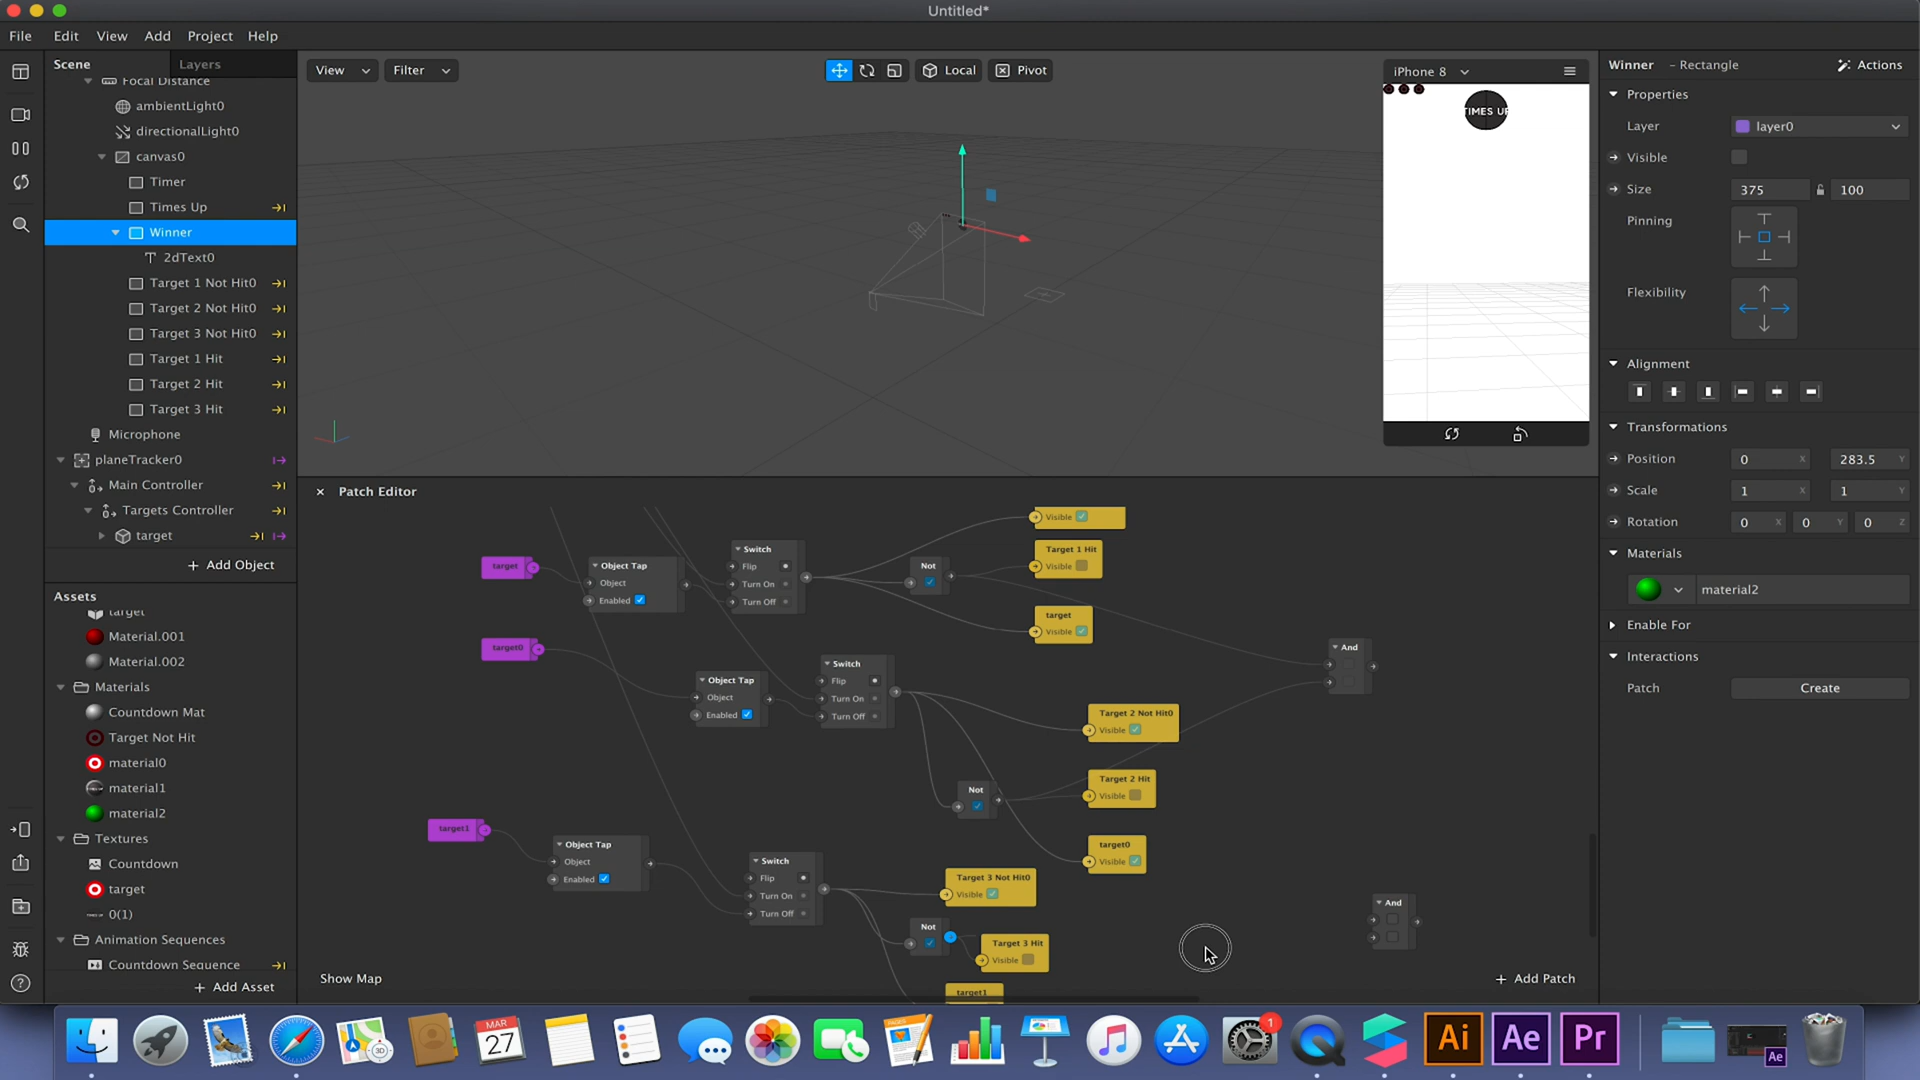 Untitled*
File Edit View Add Project Help
Scene Layers
Focal Distance
ambientLight0
directionalLight0
canvas0
Timer
Times Up
Winner
2dText0
Target 1 Not Hit0
Target 2 Not Hit0
Target 3 Not Hit0
Target 1 Hit
Target 2 Hit
Target 3 Hit
Microphone
planeTracker0
Main Controller
Targets Controller
target
+ Add Object
Assets
target
Material.001
Material.002
Materials
Countdown Mat
Target Not Hit
material0
material1
material2
Textures
Countdown
target
0(1)
Animation Sequences
Countdown Sequence
+ Add Asset
View Filter
Local Pivot
iPhone 8
TIMES UP
Patch Editor
Visible
target
Object Tap
Object
Enabled
Switch
Flip
Turn On
Turn Off
Not
Target 1 Hit
Visible
target
Visible
target0
Object Tap
Object
Enabled
Switch
Flip
Turn On
Turn Off
And
Target 2 Not Hit0
Visible
Not
Target 2 Hit
Visible
target0
Visible
target1
Object Tap
Object
Enabled
Switch
Flip
Turn On
Turn Off
Target 3 Not Hit0
Visible
Not
Target 3 Hit
Visible
target1
And
Show Map
+ Add Patch
Winner - Rectangle Actions
Properties
Layer layer0
Visible
Size 375 100
Pinning
Flexibility
Alignment
Transformations
Position 0 X 283.5 Y
Scale 1 X 1 Y
Rotation 0 X 0 Y 0 Z
Materials
material2
Enable For
Interactions
Patch Create
MAR
27
3D
1
Ai
Ae
Pr
Ae